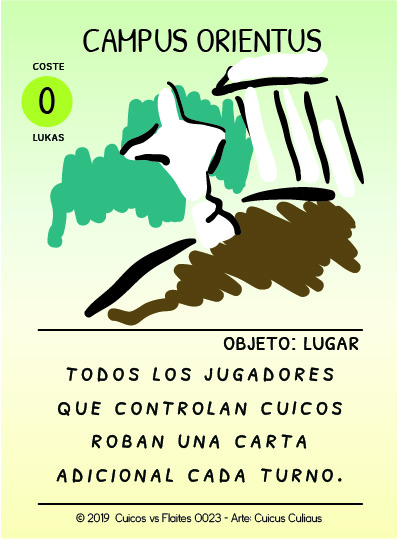 CAMPUS ORIENTUS
COSTE
0
LUKAS
OBJETO: LUGAR
TODOS LOS JUGADORES
QUE CONTROLAN CUICOS
ROBAN UNA CARTA
ADICIONAL CADA TURNO.
© 2019 Cuicos vs Flaites 0023 - Arte: Cuicus Culiaus